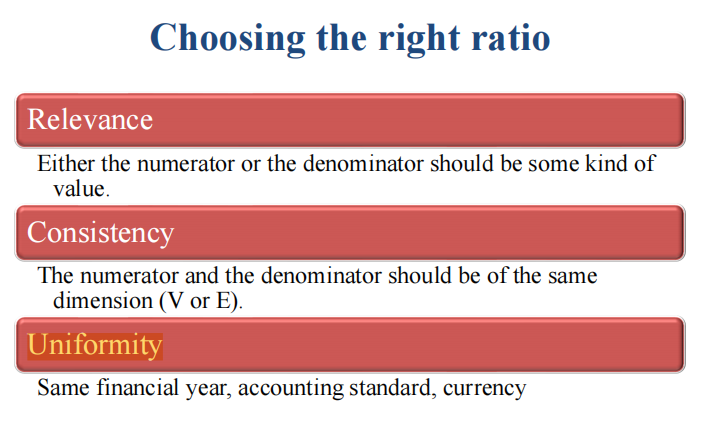 Choosing the right ratio
Relevance
Either the numerator or the denominator should be some kind of
value.
Consistency
The numerator and the denominator should be of the same
dimension (V or E).
Uniformity
Same financial year, accounting standard, currency